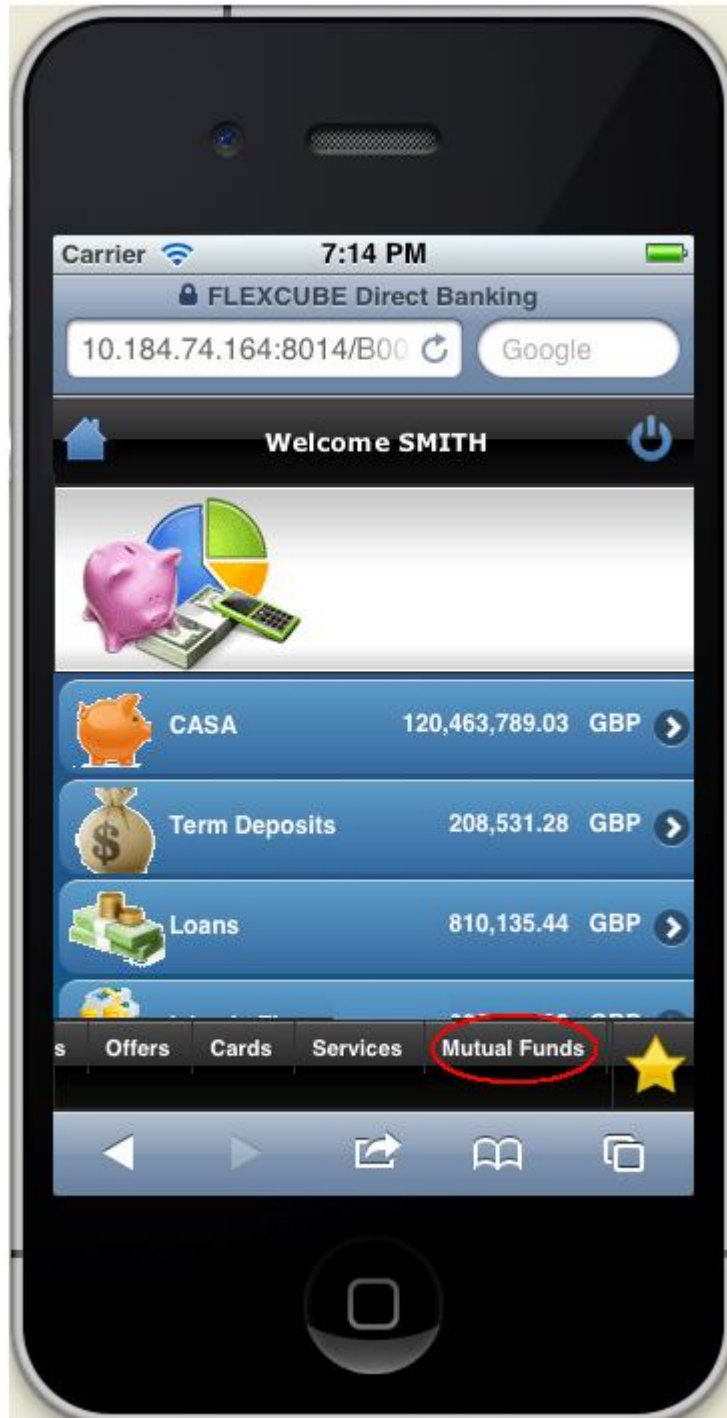 Carrier 7:14 PM
FLEXCUBE Direct Banking
10.184.74.164:8014/B00 Google
Welcome SMITH
CASA 120,463,789.03 GBP
Term Deposits 208,531.28 GBP
$
Loans 810,135.44 GBP
s Offers Cards Services Mutual Funds